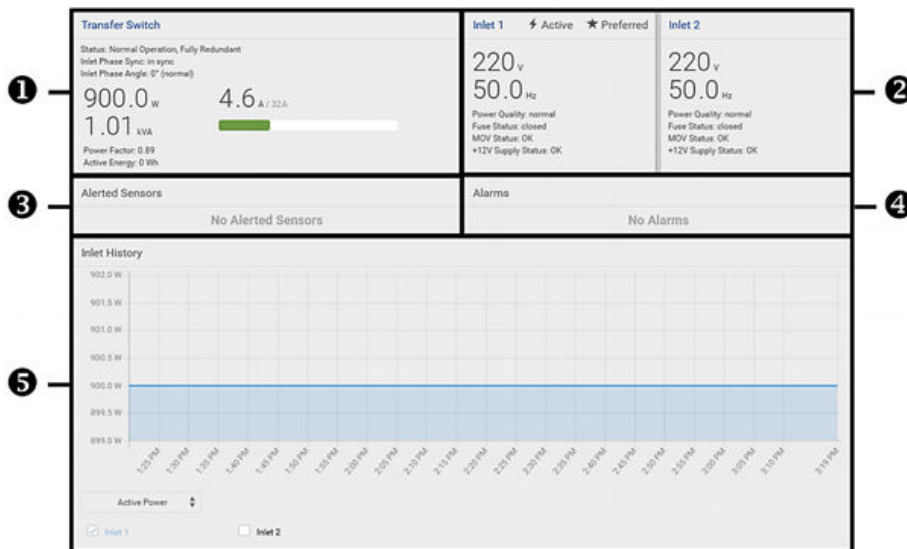 Transfer Switch
Status: Normal Operation, Fully Redundant
Inlet Phase Sync: in sync
Inlet Phase Angle: 0° (normal)
900.0 W
4.6 A / 32A
1.01 kVA
Power Factor: 0.89
Active Energy: 0 Wh
Inlet 1 Active Preferred
220 V
50.0 Hz
Power Quality: normal
Fuse Status: closed
MOV Status: OK
+12V Supply Status: OK
Inlet 2
220 V
50.0 Hz
Power Quality: normal
Fuse Status: closed
MOV Status: OK
+12V Supply Status: OK
1
2
Alerted Sensors
No Alerted Sensors
Alarms
No Alarms
3
4
Inlet History
902.0 W
901.5 W
901.0 W
900.5 W
900.0 W
899.5 W
899.0 W
5
1:25 PM
1:30 PM
1:35 PM
1:40 PM
1:45 PM
1:50 PM
1:55 PM
2:00 PM
2:05 PM
2:10 PM
2:15 PM
2:20 PM
2:25 PM
2:30 PM
2:35 PM
2:40 PM
2:45 PM
2:50 PM
2:55 PM
3:00 PM
3:05 PM
3:10 PM
3:19 PM
Active Power
Inlet 1
Inlet 2